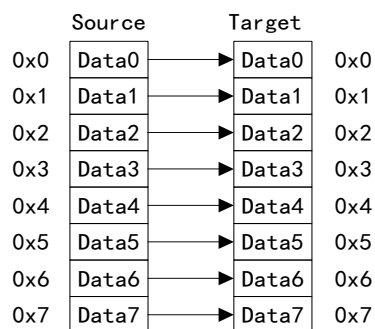 Source Target
0x0 Data0 Data0 0x0
0x1 Data1 Data1 0x1
0x2 Data2 Data2 0x2
0x3 Data3 Data3 0x3
0x4 Data4 Data4 0x4
0x5 Data5 Data5 0x5
0x6 Data6 Data6 0x6
0x7 Data7 Data7 0x7